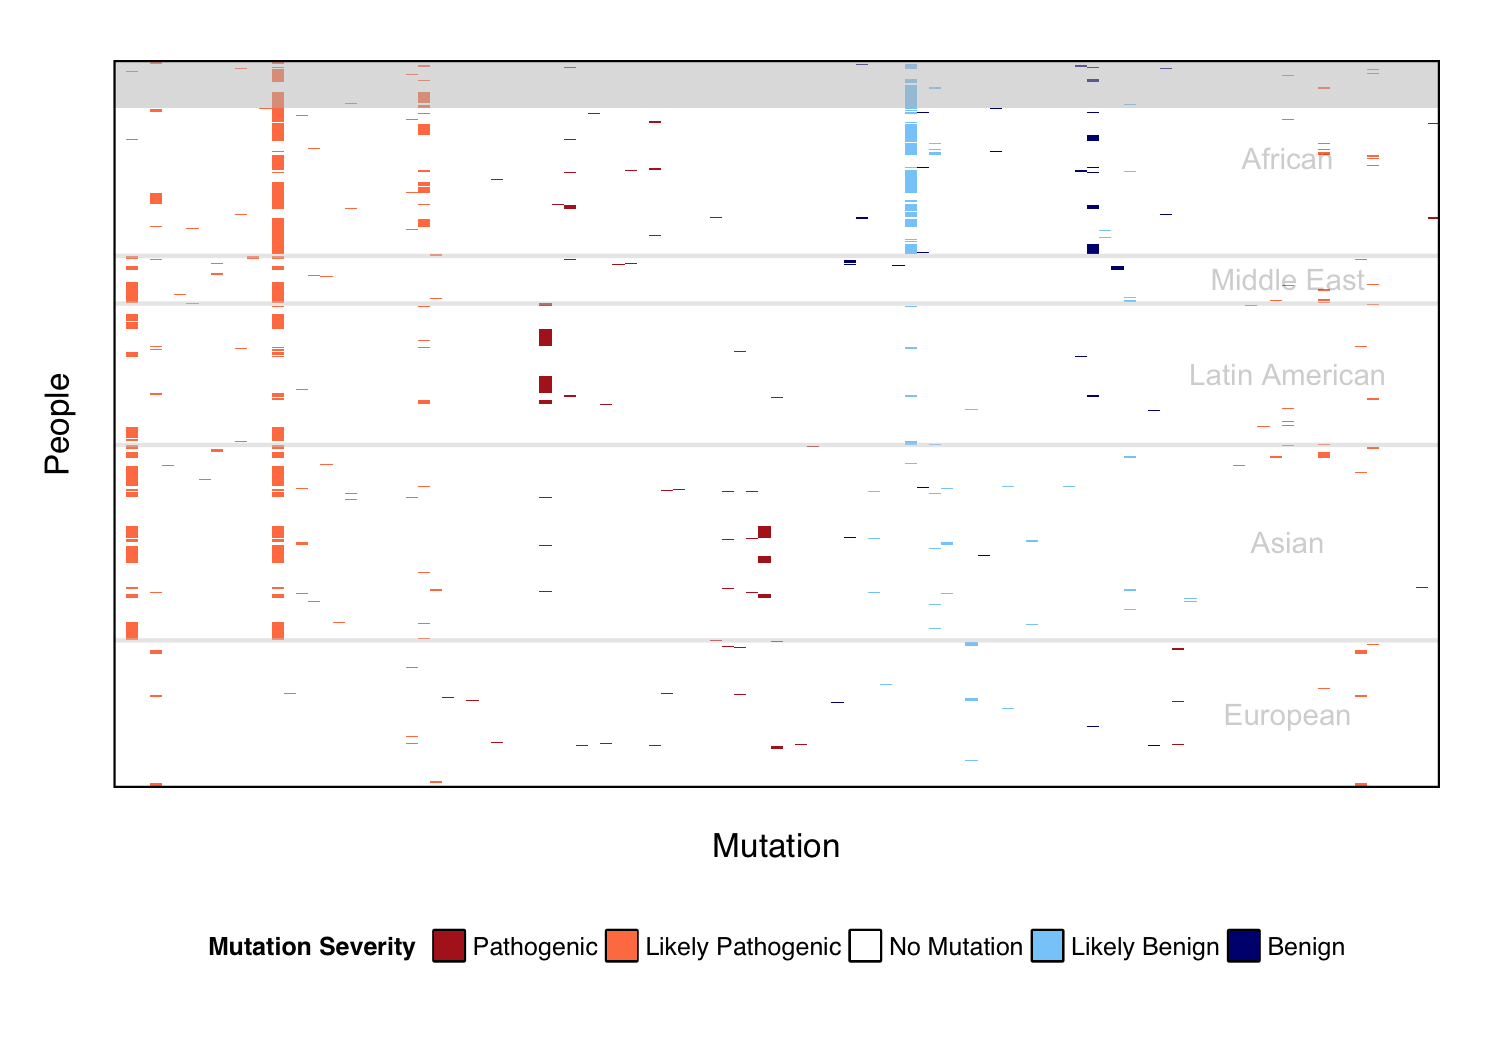 African
Middle East
Latin American
Asian
European
People
Mutation
Mutation Severity Pathogenic Likely Pathogenic No Mutation Likely Benign Benign